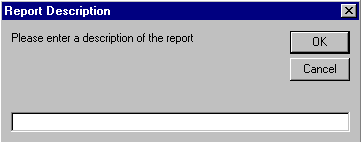 Report Description
Please enter a description of the report
OK
Cancel